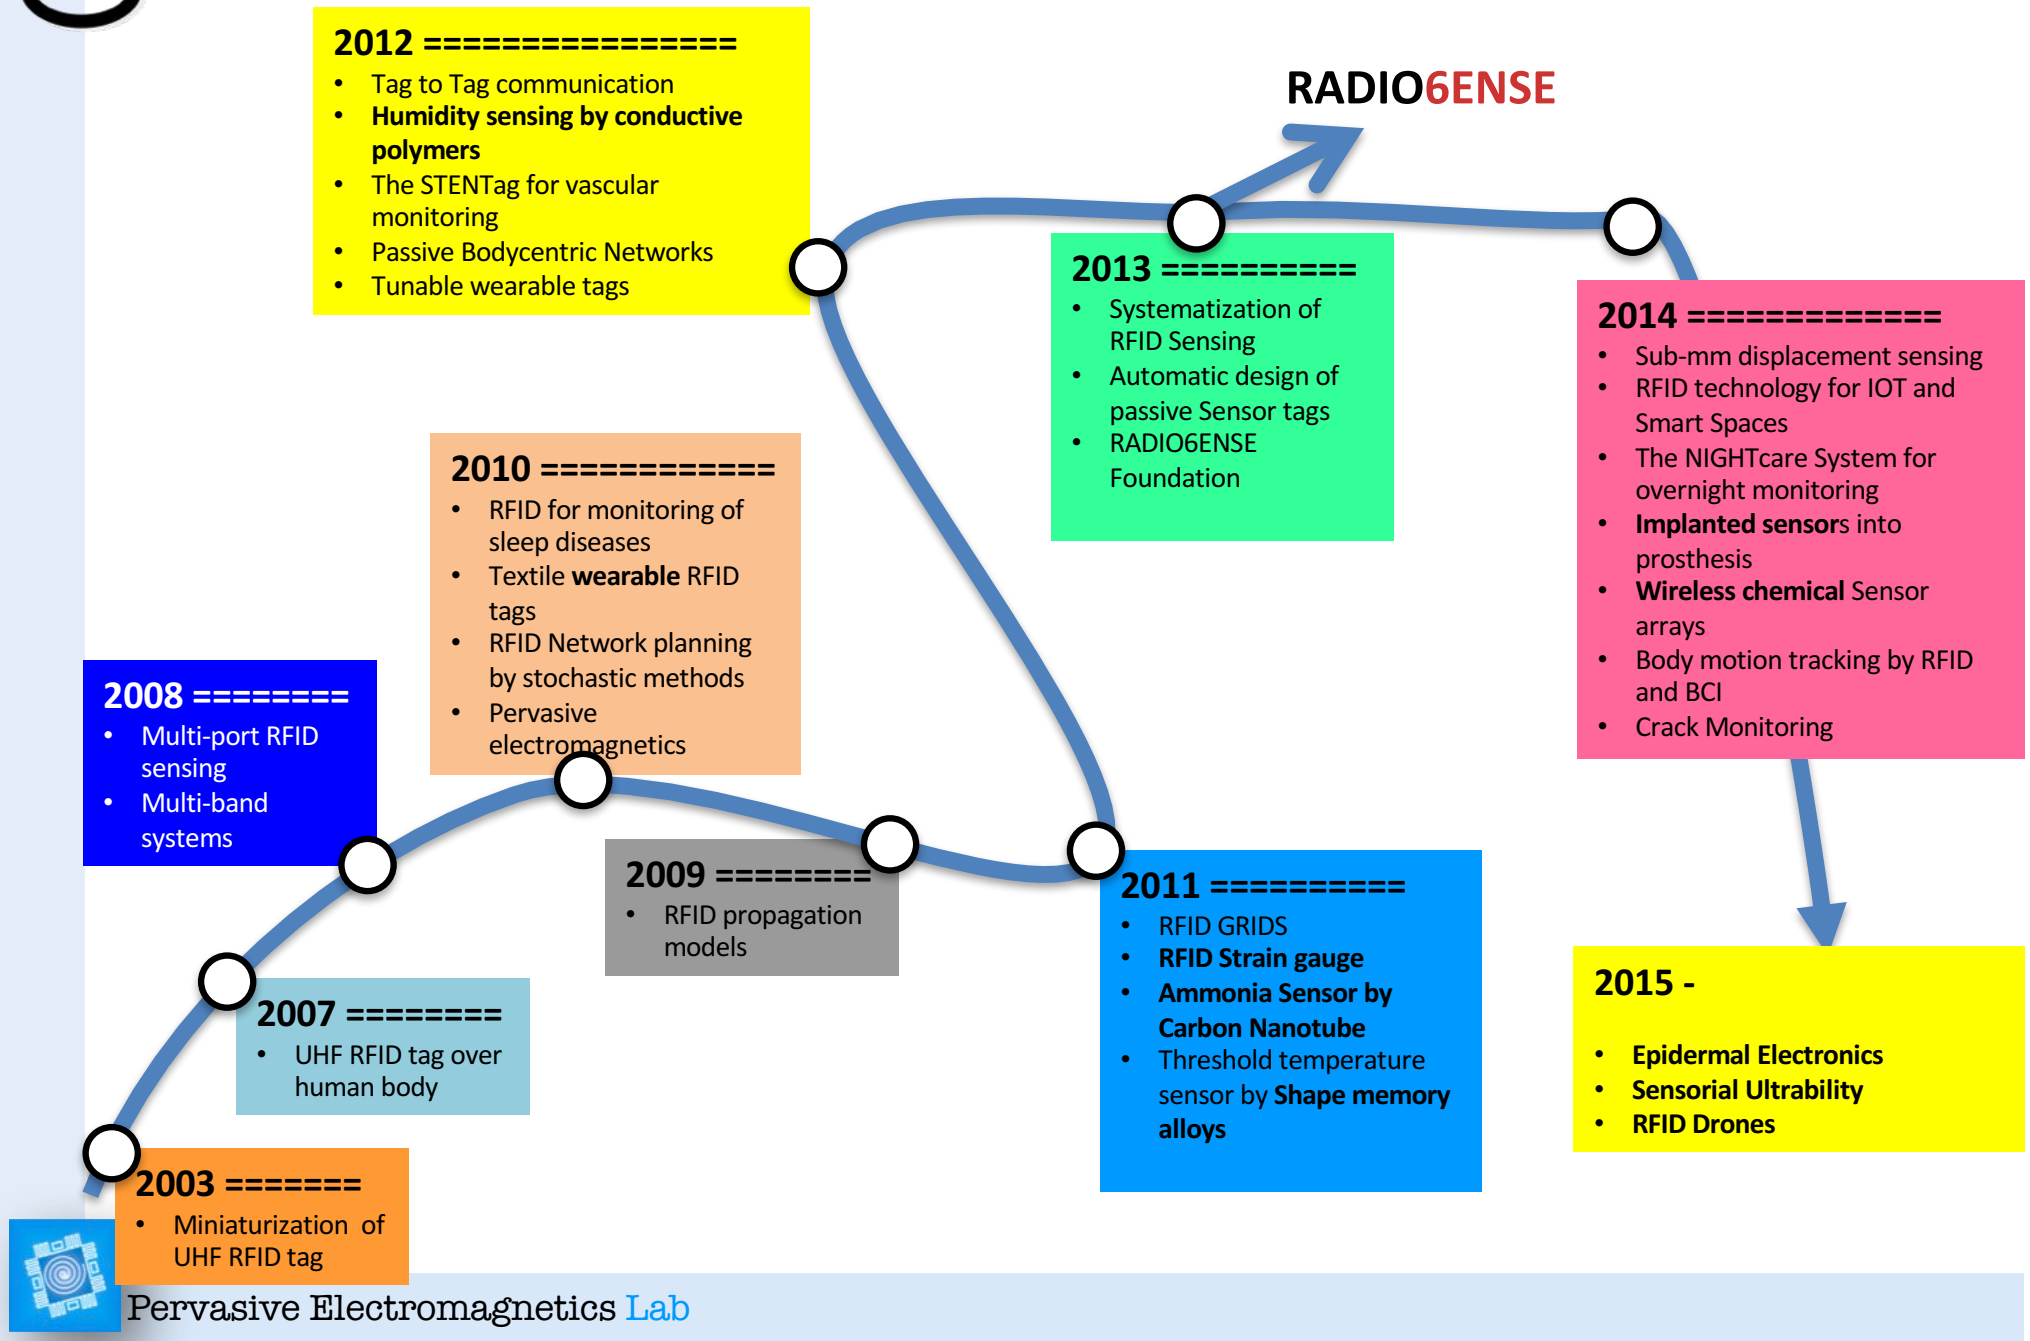 2012 ================
• Tag to Tag communication
• Humidity sensing by conductive
polymers
• The STENTag for vascular
monitoring
• Passive Bodycentric Networks
• Tunable wearable tags
RADIO6ENSE
2013 ==========
• Systematization of
RFID Sensing
• Automatic design of
passive Sensor tags
• RADIO6ENSE
Foundation
2014 =============
• Sub-mm displacement sensing
• RFID technology for IOT and
Smart Spaces
• The NIGHTcare System for
overnight monitoring
• Implanted sensors into
prosthesis
• Wireless chemical Sensor
arrays
• Body motion tracking by RFID
and BCI
• Crack Monitoring
2010 ============
• RFID for monitoring of
sleep diseases
• Textile wearable RFID
tags
• RFID Network planning
by stochastic methods
• Pervasive
electromagnetics
2008 ========
• Multi-port RFID
sensing
• Multi-band
systems
2009 ========
• RFID propagation
models
2011 ==========
• RFID GRIDS
• RFID Strain gauge
• Ammonia Sensor by
Carbon Nanotube
• Threshold temperature
sensor by Shape memory
alloys
2007 ========
• UHF RFID tag over
human body
2015 -
• Epidermal Electronics
• Sensorial Ultrability
• RFID Drones
2003 =======
• Miniaturization of
UHF RFID tag
Pervasive Electromagnetics Lab